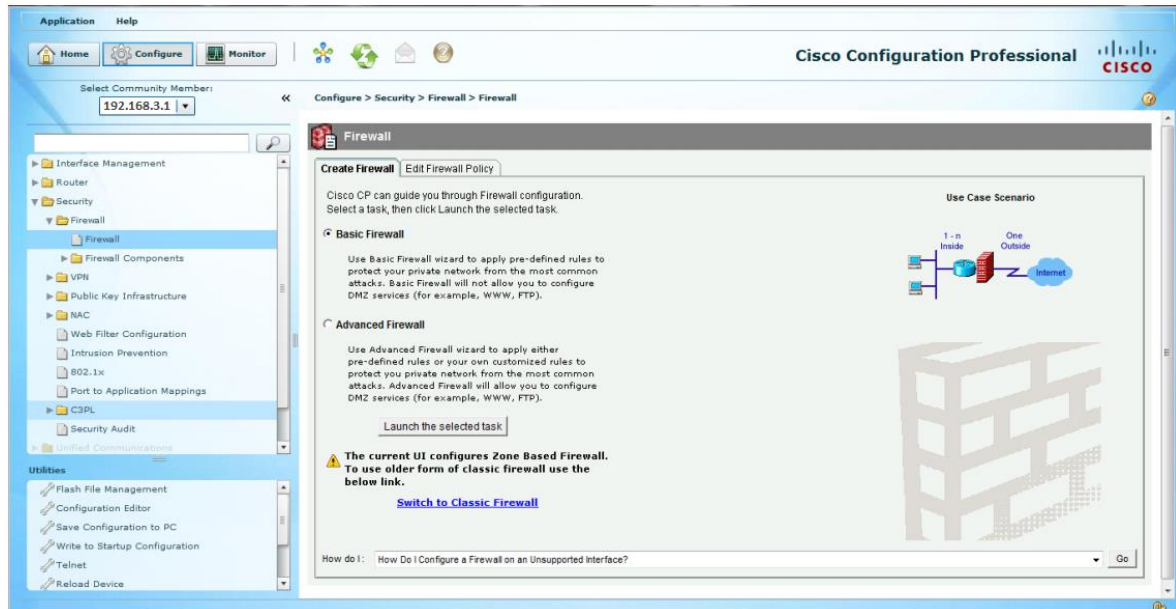 Application Help
Home Configure Monitor
Cisco Configuration Professional
CISCO
Select Community Member:
192.168.3.1
«
Configure > Security > Firewall > Firewall
Interface Management
Router
Security
Firewall
Firewall
Firewall Components
VPN
Public Key Infrastructure
NAC
Web Filter Configuration
Intrusion Prevention
802.1x
Port to Application Mappings
C3PL
Security Audit
Unified Communications
Utilities
Flash File Management
Configuration Editor
Save Configuration to PC
Write to Startup Configuration
Telnet
Reload Device
Firewall
Create Firewall Edit Firewall Policy
Cisco CP can guide you through Firewall configuration.
Select a task, then click Launch the selected task.
Basic Firewall
Use Basic Firewall wizard to apply pre-defined rules to
protect your private network from the most common
attacks. Basic Firewall will not allow you to configure
DMZ services (for example, WWW, FTP).
Advanced Firewall
Use Advanced Firewall wizard to apply either
pre-defined rules or your own customized rules to
protect you private network from the most common
attacks. Advanced Firewall will allow you to configure
DMZ services (for example, WWW, FTP).
Launch the selected task
The current UI configures Zone Based Firewall.
To use older form of classic firewall use the
below link.
Switch to Classic Firewall
Use Case Scenario
1 - n
Inside
One
Outside
Internet
How do I: How Do I Configure a Firewall on an Unsupported Interface? Go